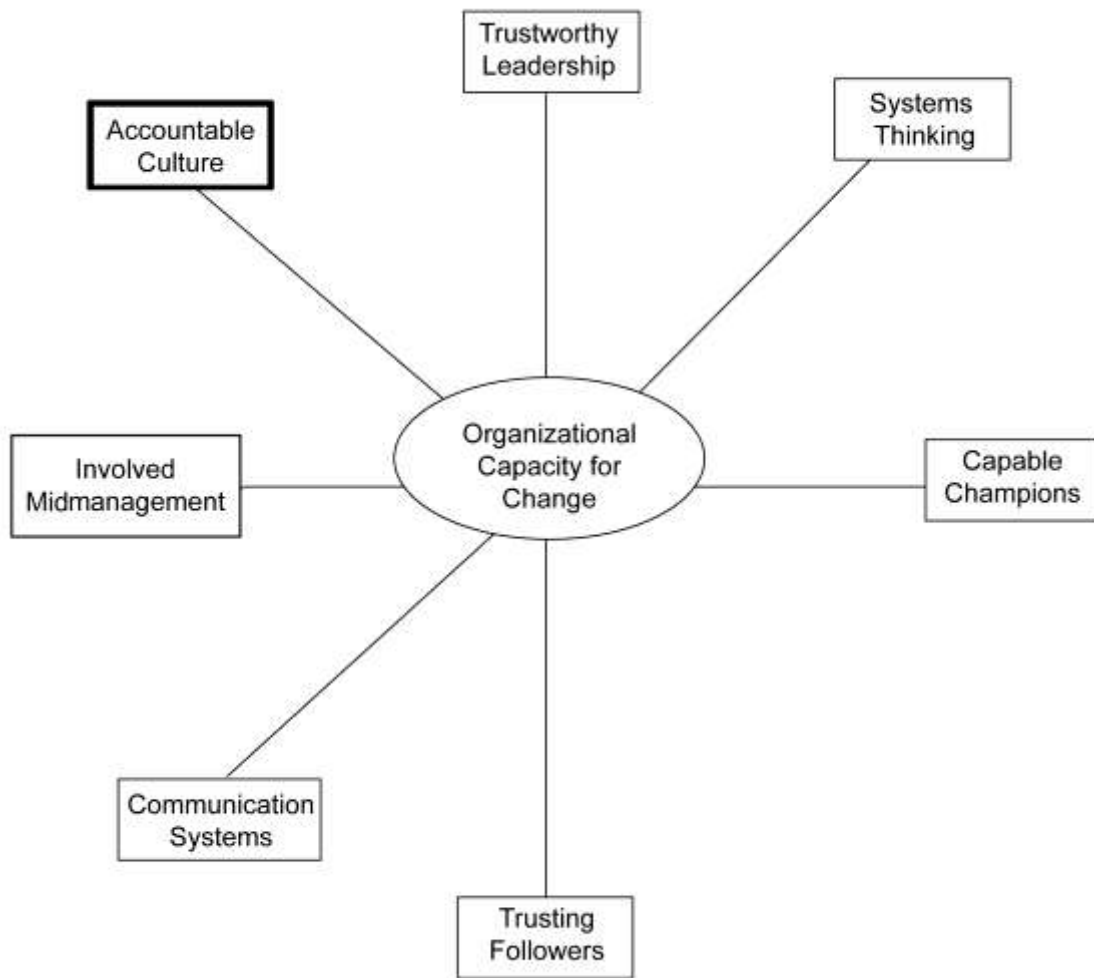 Trustworthy
Leadership
Systems
Thinking
Accountable
Culture
Organizational
Capacity for
Change
Involved
Midmanagement
Capable
Champions
Communication
Systems
Trusting
Followers